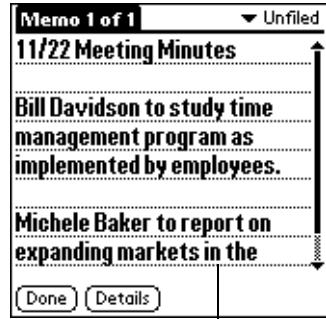 Memo 1 of 1 Unfiled
11/22 Meeting Minutes
Bill Davidson to study time
management program as
implemented by employees.
Michele Baker to report on
expanding markets in the
Done Details